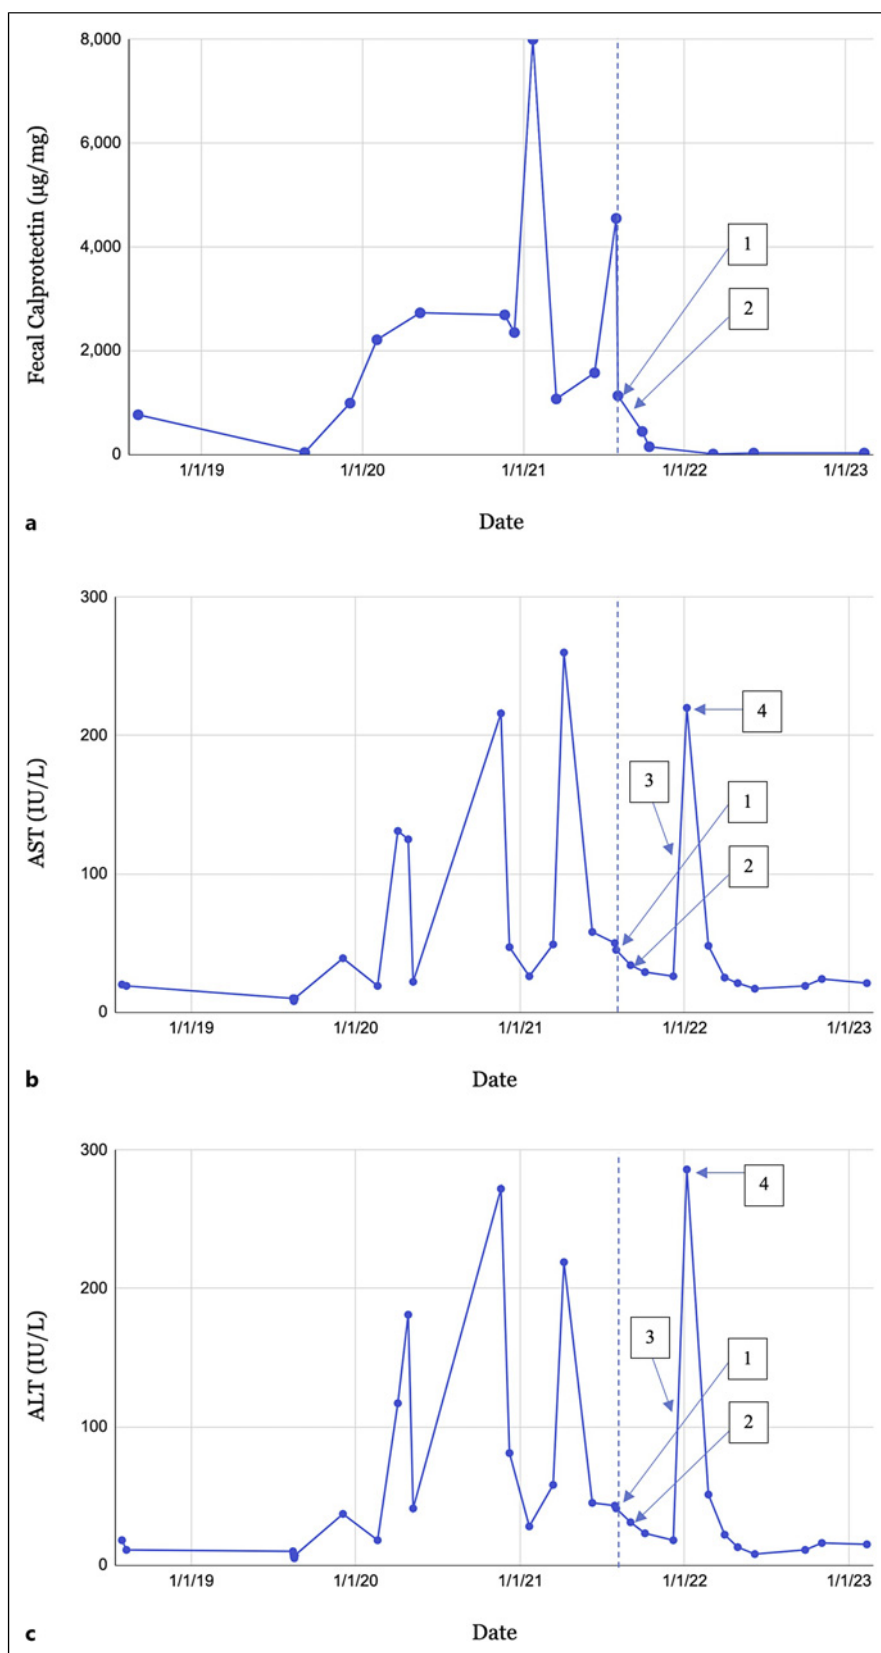 8,000
6,000
4,000
2,000
0
Fecal Calprotectin (µg/mg)
1
2
1/1/19 1/1/20 1/1/21 1/1/22 1/1/23
a
Date
300
200
100
0
AST (IU/L)
4
3
1
2
1/1/19 1/1/20 1/1/21 1/1/22 1/1/23
b
Date
300
200
100
0
ALT (IU/L)
4
3
1
2
1/1/19 1/1/20 1/1/21 1/1/22 1/1/23
c
Date